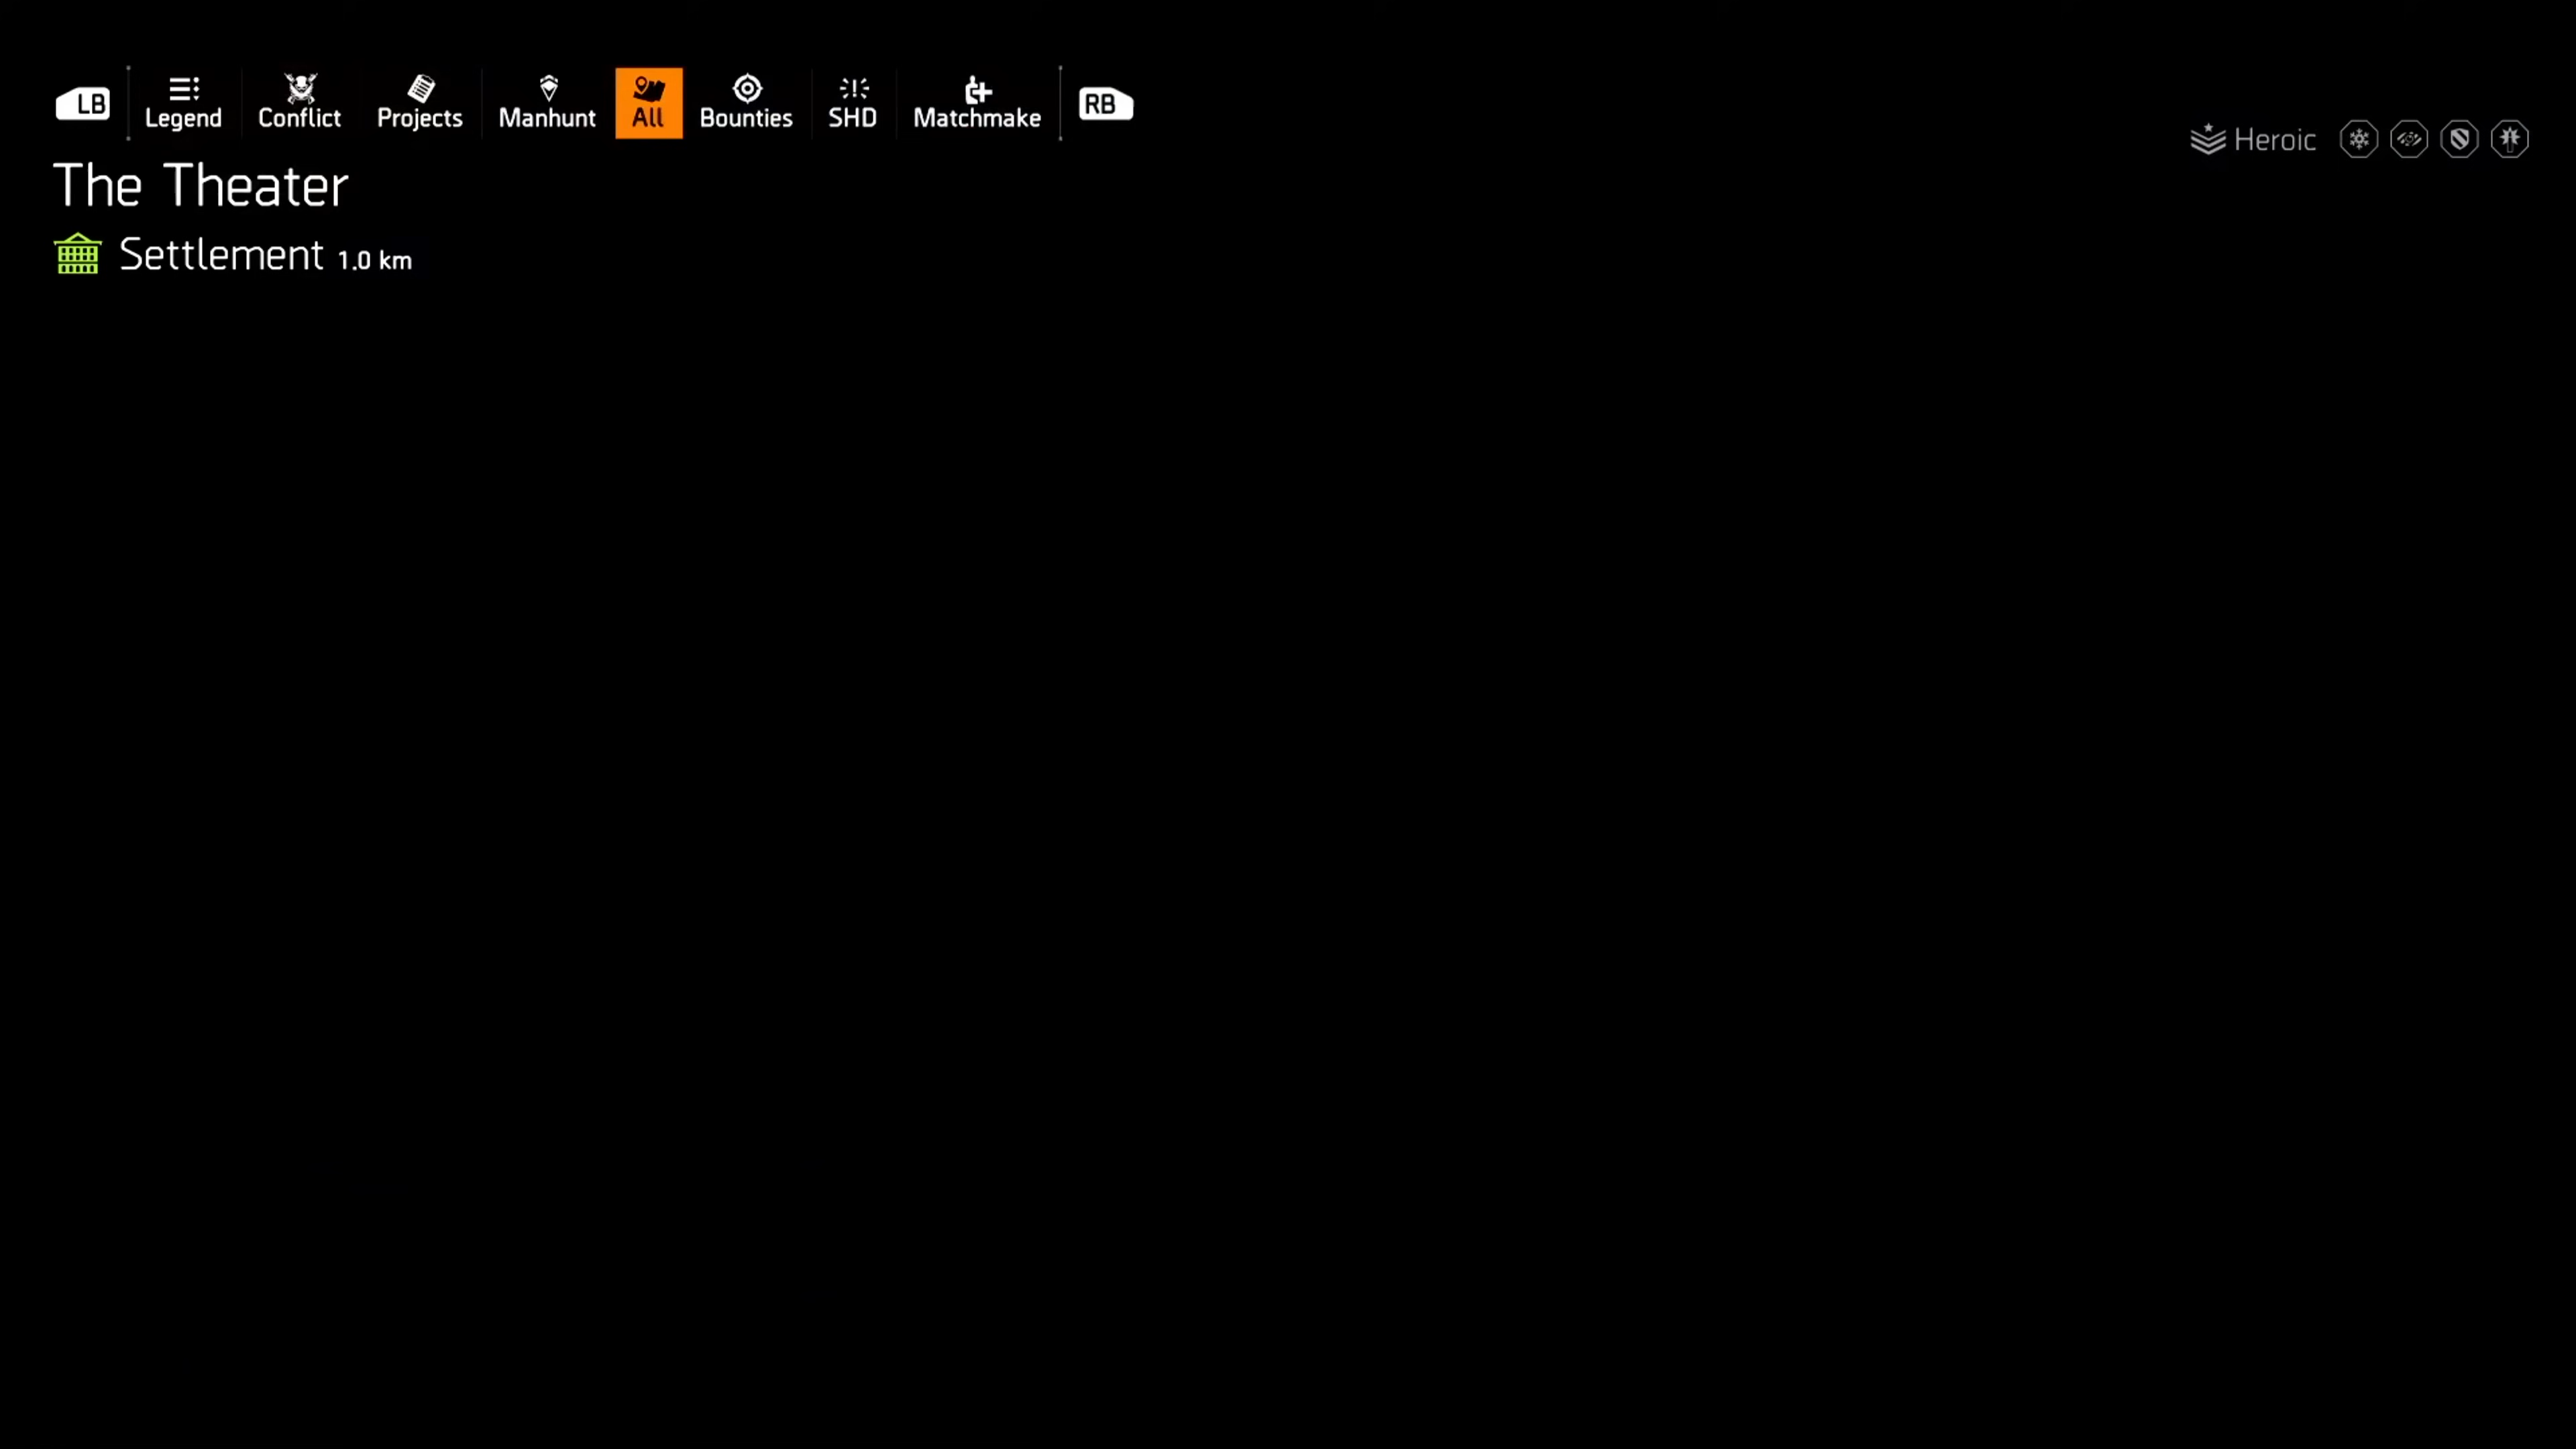 LB Legend Conflict Projects Manhunt All Bounties SHD Matchmake RB
Heroic
The Theater
Settlement 1.0 km